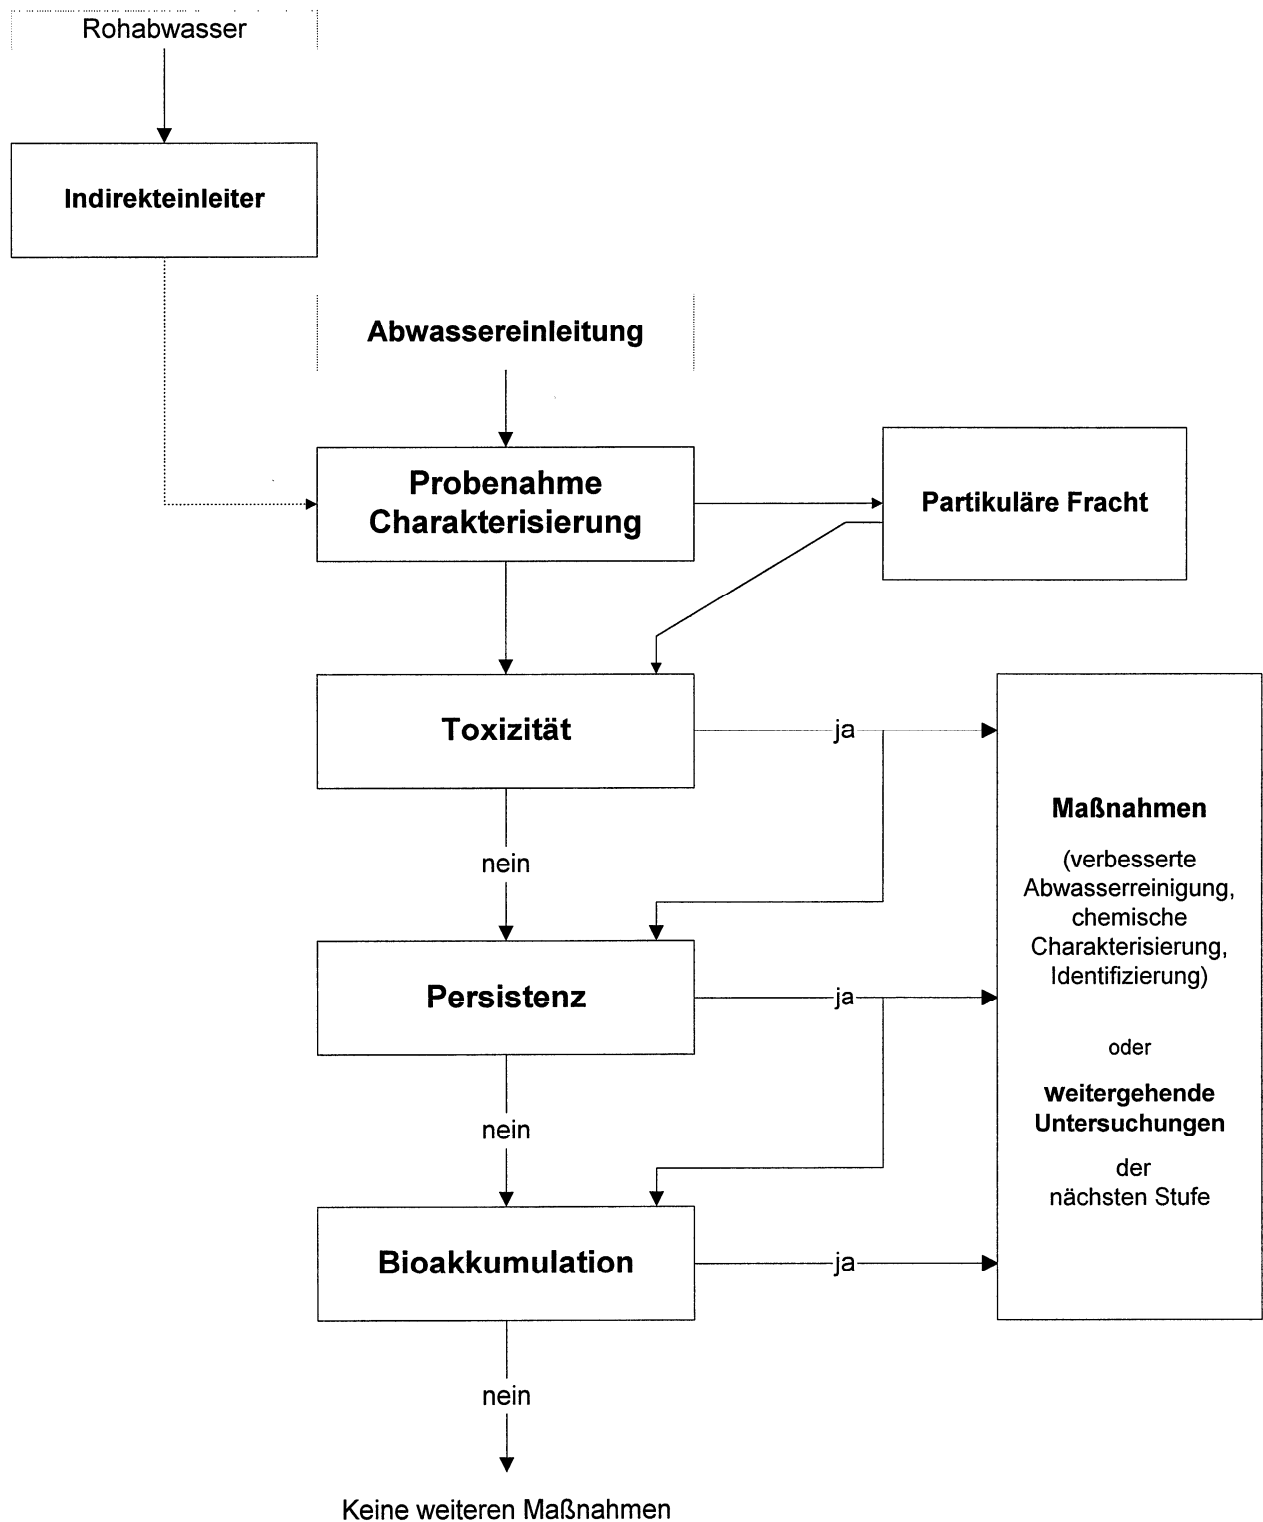 Rohabwasser
Indirekteinleiter
Abwassereinleitung
Probenahme
Charakterisierung
Partikuläre Fracht
Toxizität
ja
nein
Persistenz
ja
nein
Bioakkumulation
ja
nein
Keine weiteren Maßnahmen
Maßnahmen
(verbesserte
Abwasserreinigung,
chemische
Charakterisierung,
Identifizierung)
oder
weitergehende
Untersuchungen
der
nächsten Stufe